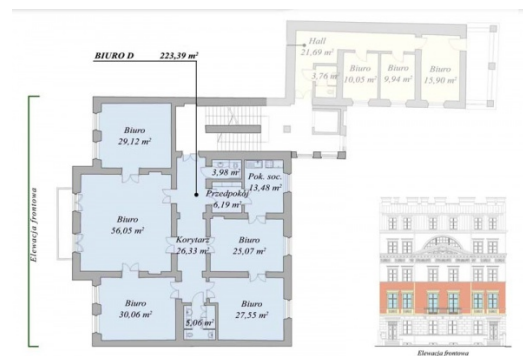 Hall
21,69 m²
BIURO D 223,39 m²
3,76 m²
Biuro
10,05 m²
Biuro
9,94 m²
Biuro
15,90 m²
Biuro
29,12 m²
3,98 m²
Pok. soc.
13,48 m²
Przedpokój
6,19 m²
Biuro
56,05 m²
Korytarz
26,33 m²
Biuro
25,07 m²
Biuro
30,06 m²
5,06 m²
Biuro
27,55 m²
Elewacja frontowa
Elewacja frontowa